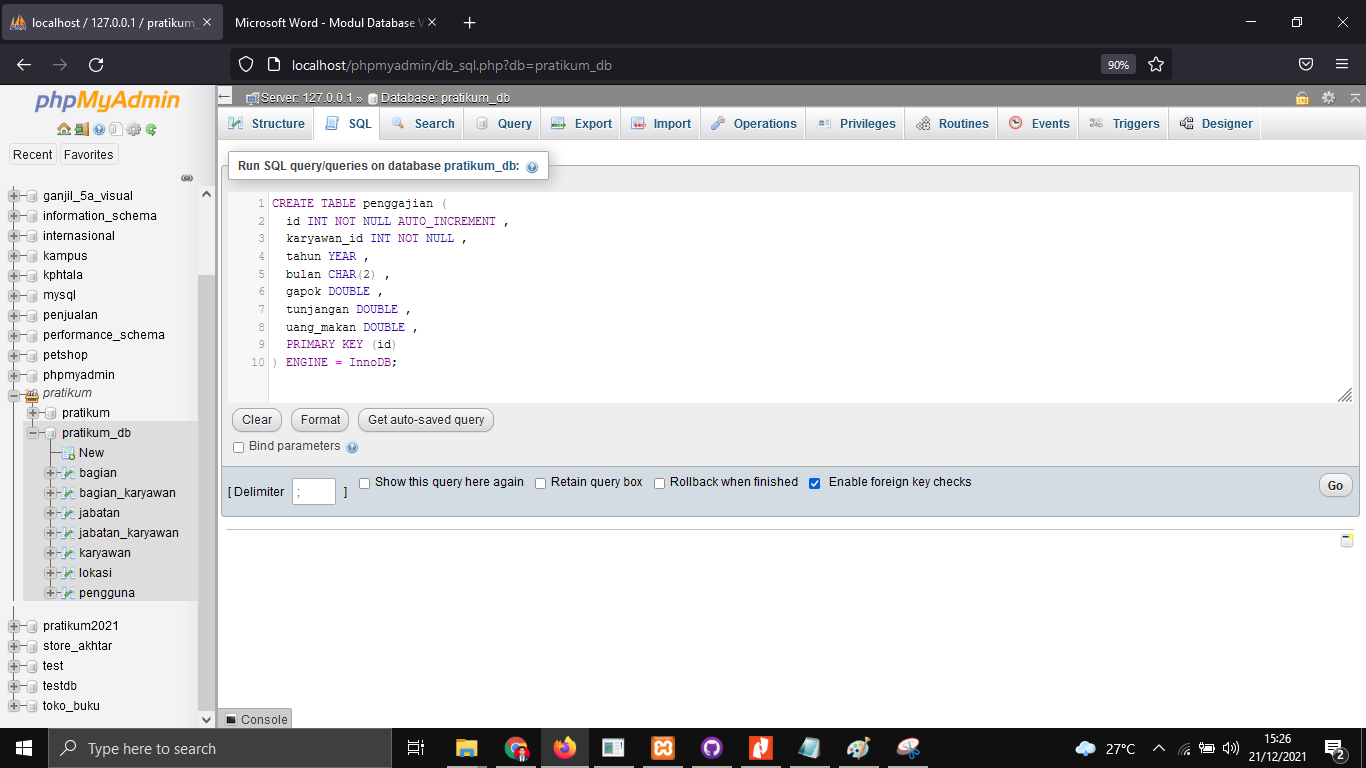 localhost / 127.0.0.1 / pratikum_
Microsoft Word - Modul Database V
localhost/phpmyadmin/db_sql.php?db=pratikum_db
90%
phpMyAdmin
Recent
Favorites
ganjil_5a_visual
information_schema
internasional
kampus
kphtala
mysql
penjualan
performance_schema
petshop
phpmyadmin
pratikum
pratikum
pratikum_db
New
bagian
bagian_karyawan
jabatan
jabatan_karyawan
karyawan
lokasi
pengguna
pratikum2021
store_akhtar
test
testdb
toko_buku
Server: 127.0.0.1 » Database: pratikum_db
Structure SQL Search Query Export Import Operations Privileges Routines Events Triggers Designer
Run SQL query/queries on database pratikum_db:
1 CREATE TABLE penggajian (
2 id INT NOT NULL AUTO_INCREMENT ,
3 karyawan_id INT NOT NULL ,
4 tahun YEAR ,
5 bulan CHAR(2) ,
6 gapok DOUBLE ,
7 tunjangan DOUBLE ,
8 uang_makan DOUBLE ,
9 PRIMARY KEY (id)
10 ) ENGINE = InnoDB;
Clear Format Get auto-saved query
Bind parameters
[ Delimiter ; ] Show this query here again Retain query box Rollback when finished Enable foreign key checks Go
Console
Type here to search
27°C
15:26
21/12/2021
2